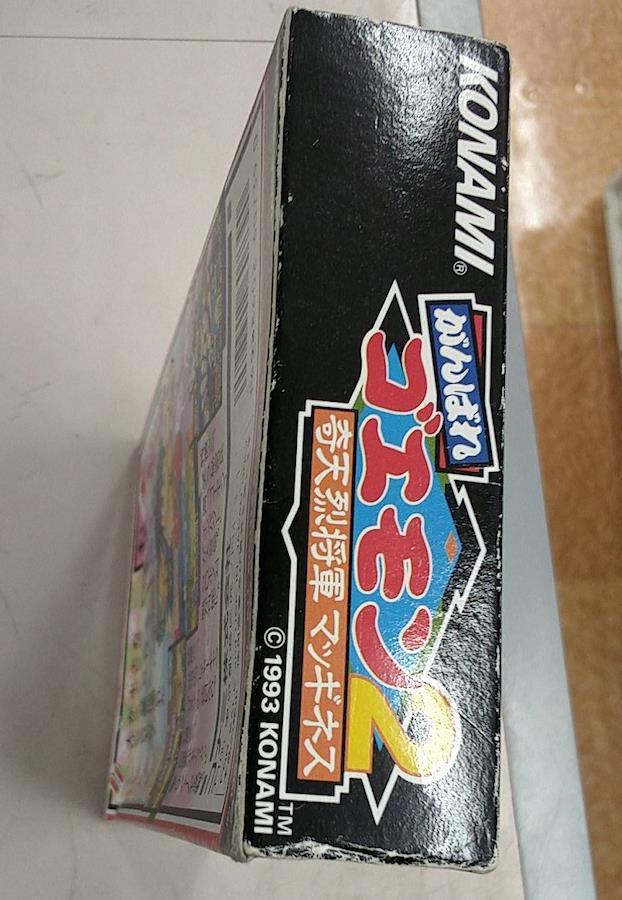 KONAMI®
がんばれ
ゴエモン2
奇天烈将軍 マッギネス
TM
© 1993 KONAMI